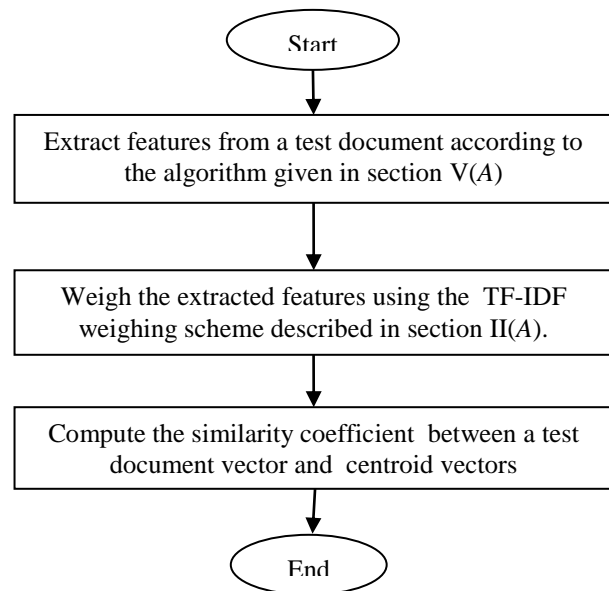 Start
Extract features from a test document according to
the algorithm given in section V(A)
Weigh the extracted features using the TF-IDF
weighing scheme described in section II(A).
Compute the similarity coefficient between a test
document vector and centroid vectors
End